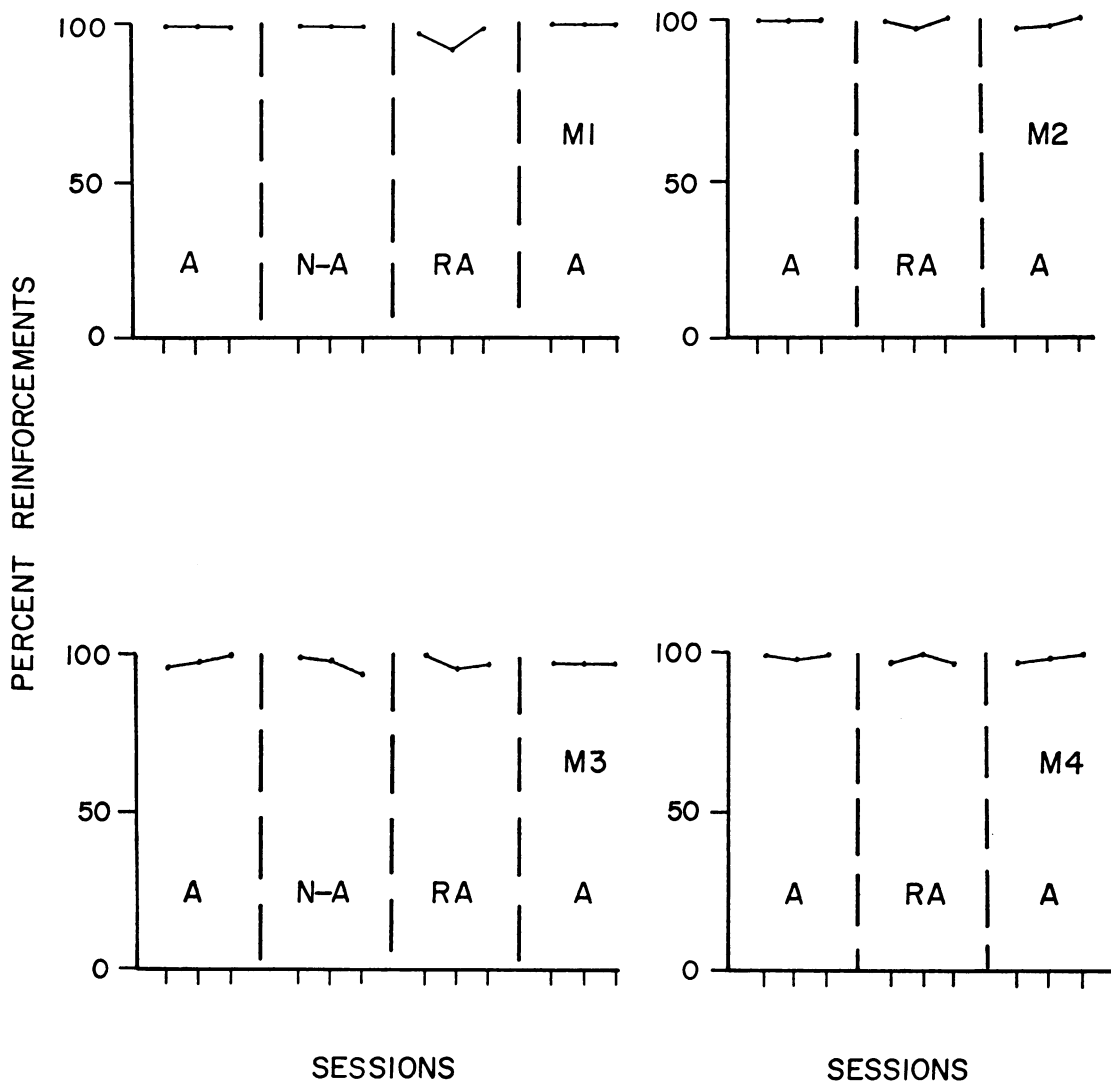 PERCENT REINFORCEMENTS
100
50
0
A N-A RA A
M1
100
50
0
A RA A
M2
100
50
0
A N-A RA A
M3
100
50
0
A RA A
M4
SESSIONS
SESSIONS